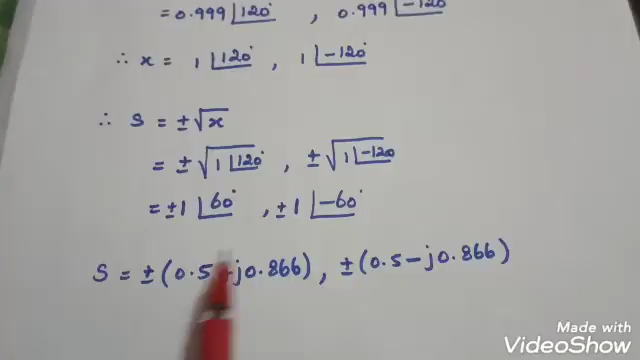 = 0.999 ∠120° , 0.999 ∠-120
∴ x = 1 ∠120° , 1 ∠-120°
∴ S = ±√x
= ±√1 ∠120° , ±√1 ∠-120
= ±1 ∠60° , ±1 ∠-60°
S = ±(0.5 j0.866) , ±(0.5 - j0.866)
Made with
VideoShow